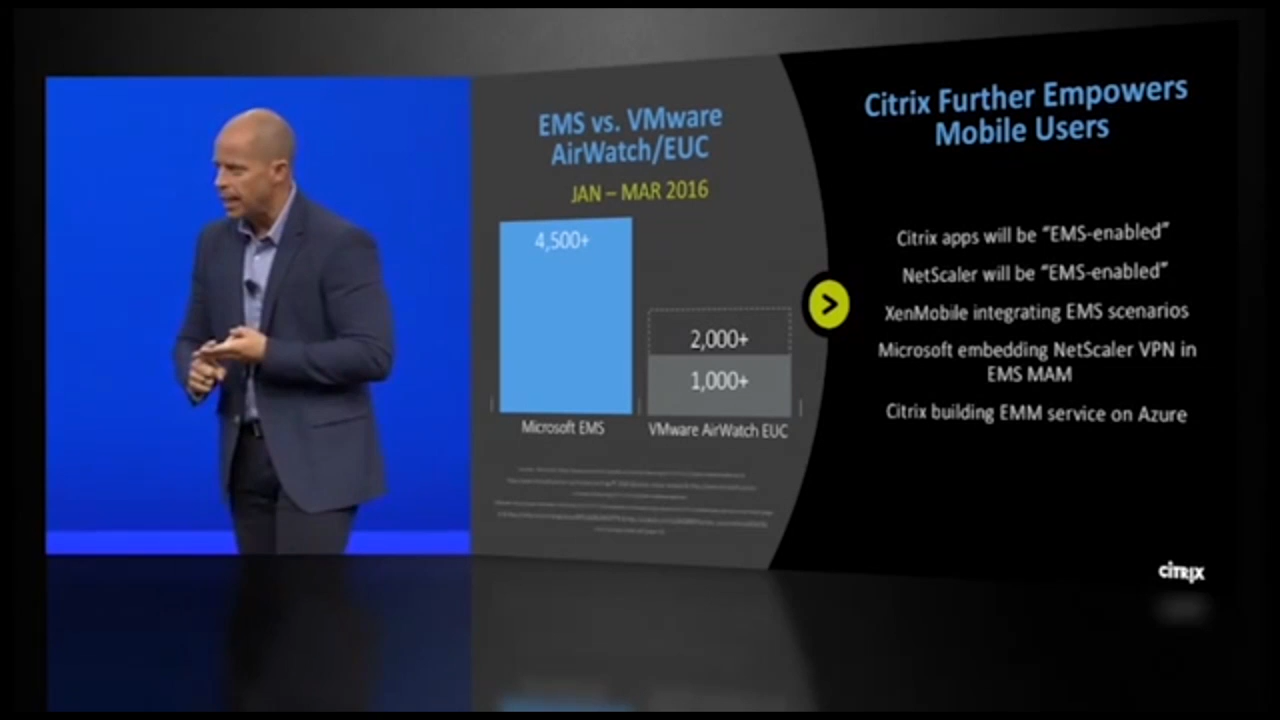 EMS vs. VMware
AirWatch/EUC
JAN – MAR 2016
4,500+
2,000+
1,000+
Microsoft EMS
VMware AirWatch EUC
Citrix Further Empowers
Mobile Users
Citrix apps will be “EMS-enabled”
NetScaler will be “EMS-enabled”
XenMobile integrating EMS scenarios
Microsoft embedding NetScaler VPN in
EMS MAM
Citrix building EMM service on Azure
CITRIX